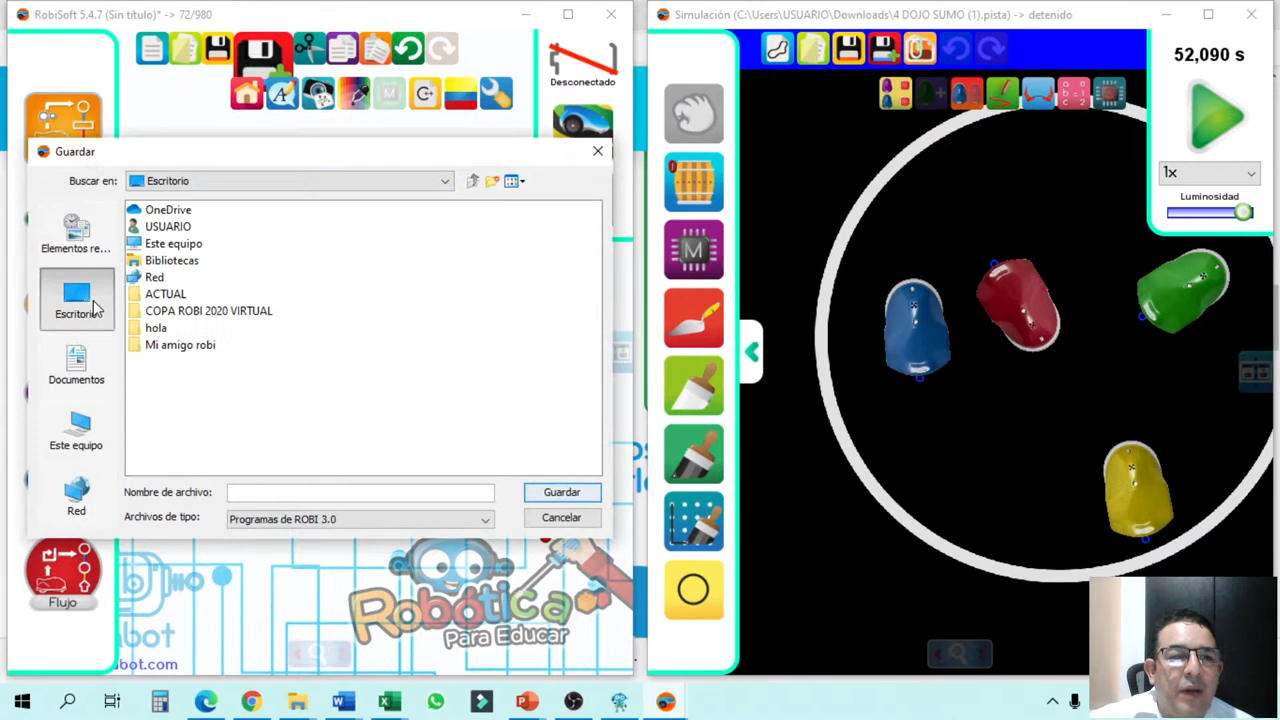 RobiSoft 5.4.7 (Sin título)* -> 72/980
Desconectado
Guardar
Buscar en:
Escritorio
Elementos re...
Escritorio
Documentos
Este equipo
Red
OneDrive
USUARIO
Este equipo
Bibliotecas
Red
ACTUAL
COPA ROBI 2020 VIRTUAL
hola
Mi amigo robi
Nombre de archivo:
Guardar
Archivos de tipo:
Programas de ROBI 3.0
Cancelar
Flujo
Robótica
Para Educar
bot.com
Simulación (C:\Users\USUARIO\Downloads\4 DOJO SUMO (1).pista) -> detenido
52,090 s
1x
Luminosidad
0
M